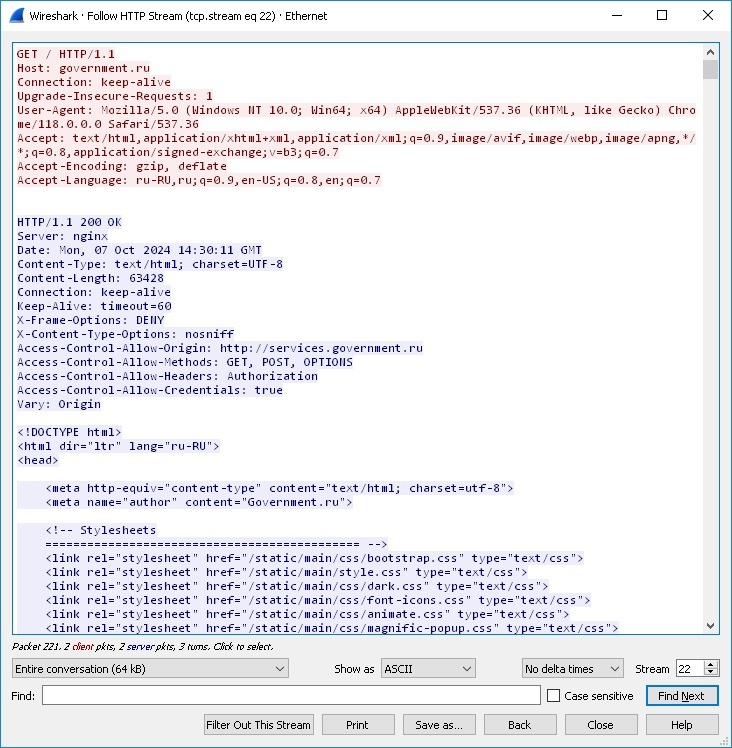 Wireshark · Follow HTTP Stream (tcp.stream eq 22) · Ethernet
GET / HTTP/1.1
Host: government.ru
Connection: keep-alive
Upgrade-Insecure-Requests: 1
User-Agent: Mozilla/5.0 (Windows NT 10.0; Win64; x64) AppleWebKit/537.36 (KHTML, like Gecko) Chro
me/118.0.0.0 Safari/537.36
Accept: text/html,application/xhtml+xml,application/xml;q=0.9,image/avif,image/webp,image/apng,*/
*;q=0.8,application/signed-exchange;v=b3;q=0.7
Accept-Encoding: gzip, deflate
Accept-Language: ru-RU,ru;q=0.9,en-US;q=0.8,en;q=0.7
HTTP/1.1 200 OK
Server: nginx
Date: Mon, 07 Oct 2024 14:30:11 GMT
Content-Type: text/html; charset=UTF-8
Content-Length: 63428
Connection: keep-alive
Keep-Alive: timeout=60
X-Frame-Options: DENY
X-Content-Type-Options: nosniff
Access-Control-Allow-Origin: http://services.government.ru
Access-Control-Allow-Methods: GET, POST, OPTIONS
Access-Control-Allow-Headers: Authorization
Access-Control-Allow-Credentials: true
Vary: Origin
<!DOCTYPE html>
<html dir="ltr" lang="ru-RU">
<head>
<meta http-equiv="content-type" content="text/html; charset=utf-8">
<meta name="author" content="Government.ru">
<!-- Stylesheets
============================================= -->
<link rel="stylesheet" href="/static/main/css/bootstrap.css" type="text/css">
<link rel="stylesheet" href="/static/main/style.css" type="text/css">
<link rel="stylesheet" href="/static/main/css/dark.css" type="text/css">
<link rel="stylesheet" href="/static/main/css/font-icons.css" type="text/css">
<link rel="stylesheet" href="/static/main/css/animate.css" type="text/css">
<link rel="stylesheet" href="/static/main/css/magnific-popup.css" type="text/css">
Packet 221. 2 client pkts, 2 server pkts, 3 turns. Click to select.
Entire conversation (64 kB) Show as ASCII No delta times Stream 22
Find: Case sensitive Find Next
Filter Out This Stream Print Save as... Back Close Help